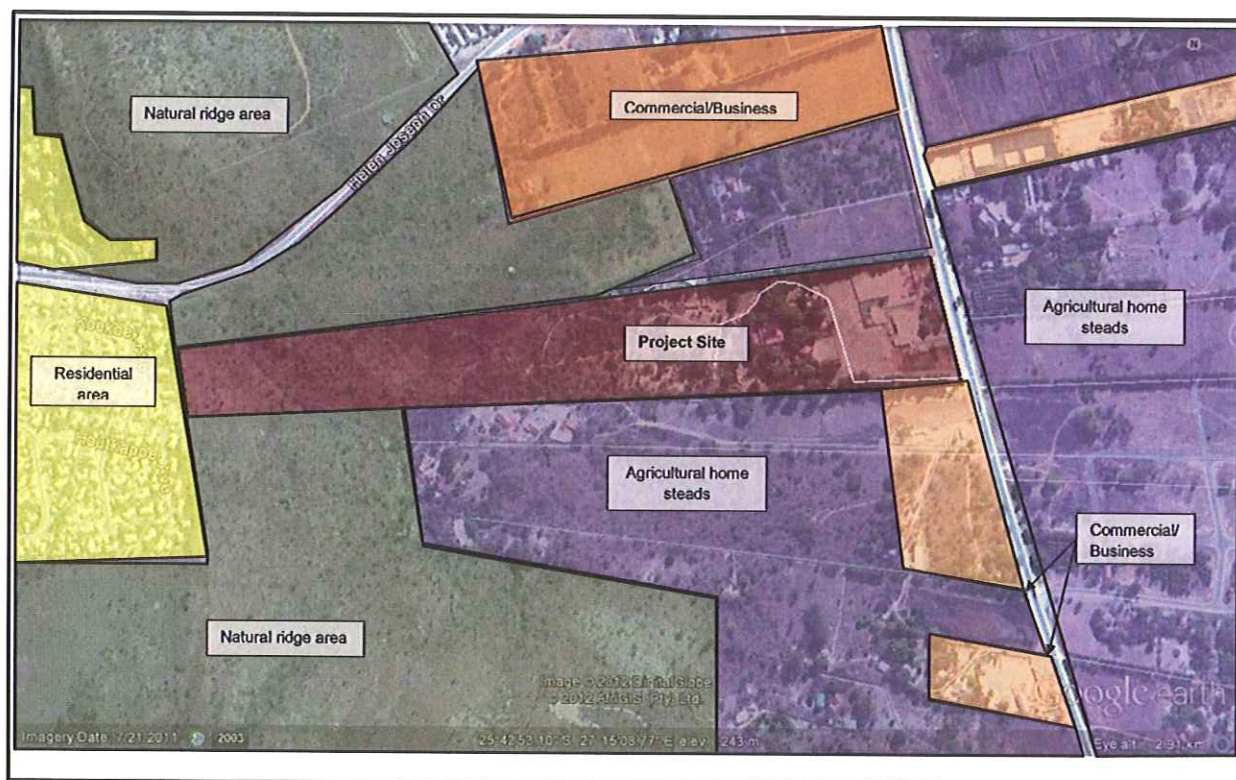 N
Natural ridge area
Commercial/Business
Helen Joseph Dr
Agricultural home
steads
Project Site
Residential
area
Agricultural home
steads
Commercial/
Business
Natural ridge area
Image © 2012 DigitalGlobe
© 2012 AfriGIS (Pty) Ltd.
Google earth
Imagery Date: 7/21/2011
2003
Eye alt 2.91 km